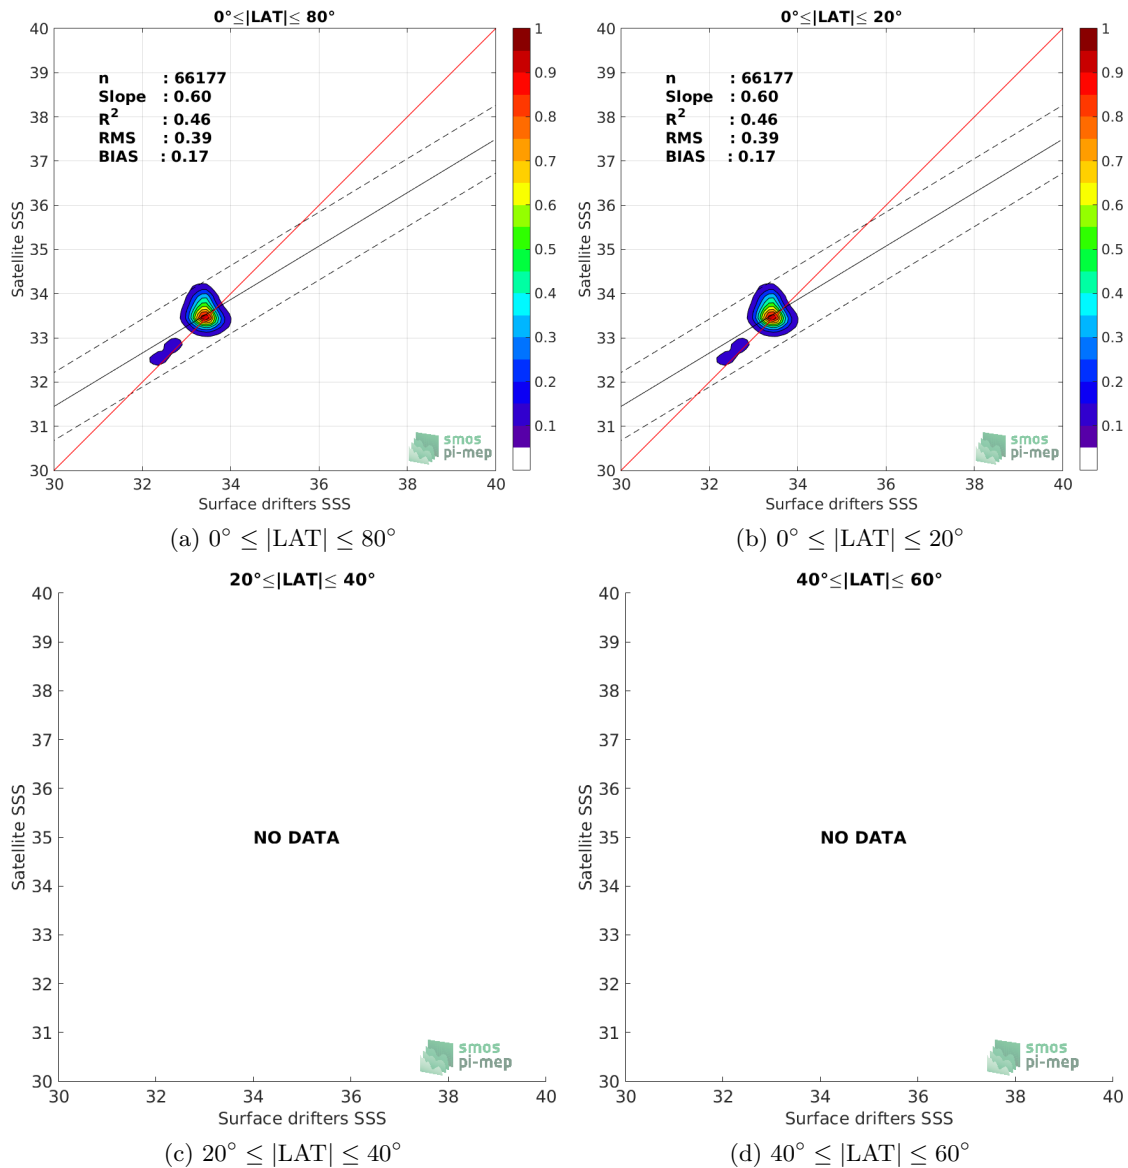 0°≤|LAT|≤ 80°
40
39
38
37
36
35
34
33
32
31
30
Satellite SSS
n : 66177
Slope : 0.60
R² : 0.46
RMS : 0.39
BIAS : 0.17
smos
pi-mep
30 32 34 36 38 40
Surface drifters SSS
1
0.9
0.8
0.7
0.6
0.5
0.4
0.3
0.2
0.1
(a) 0° ≤ |LAT| ≤ 80°
0°≤|LAT|≤ 20°
40
39
38
37
36
35
34
33
32
31
30
Satellite SSS
n : 66177
Slope : 0.60
R² : 0.46
RMS : 0.39
BIAS : 0.17
smos
pi-mep
30 32 34 36 38 40
Surface drifters SSS
1
0.9
0.8
0.7
0.6
0.5
0.4
0.3
0.2
0.1
(b) 0° ≤ |LAT| ≤ 20°
20°≤|LAT|≤ 40°
40
39
38
37
36
35
34
33
32
31
30
Satellite SSS
NO DATA
smos
pi-mep
30 32 34 36 38 40
Surface drifters SSS
(c) 20° ≤ |LAT| ≤ 40°
40°≤|LAT|≤ 60°
40
39
38
37
36
35
34
33
32
31
30
Satellite SSS
NO DATA
smos
pi-mep
30 32 34 36 38 40
Surface drifters SSS
(d) 40° ≤ |LAT| ≤ 60°